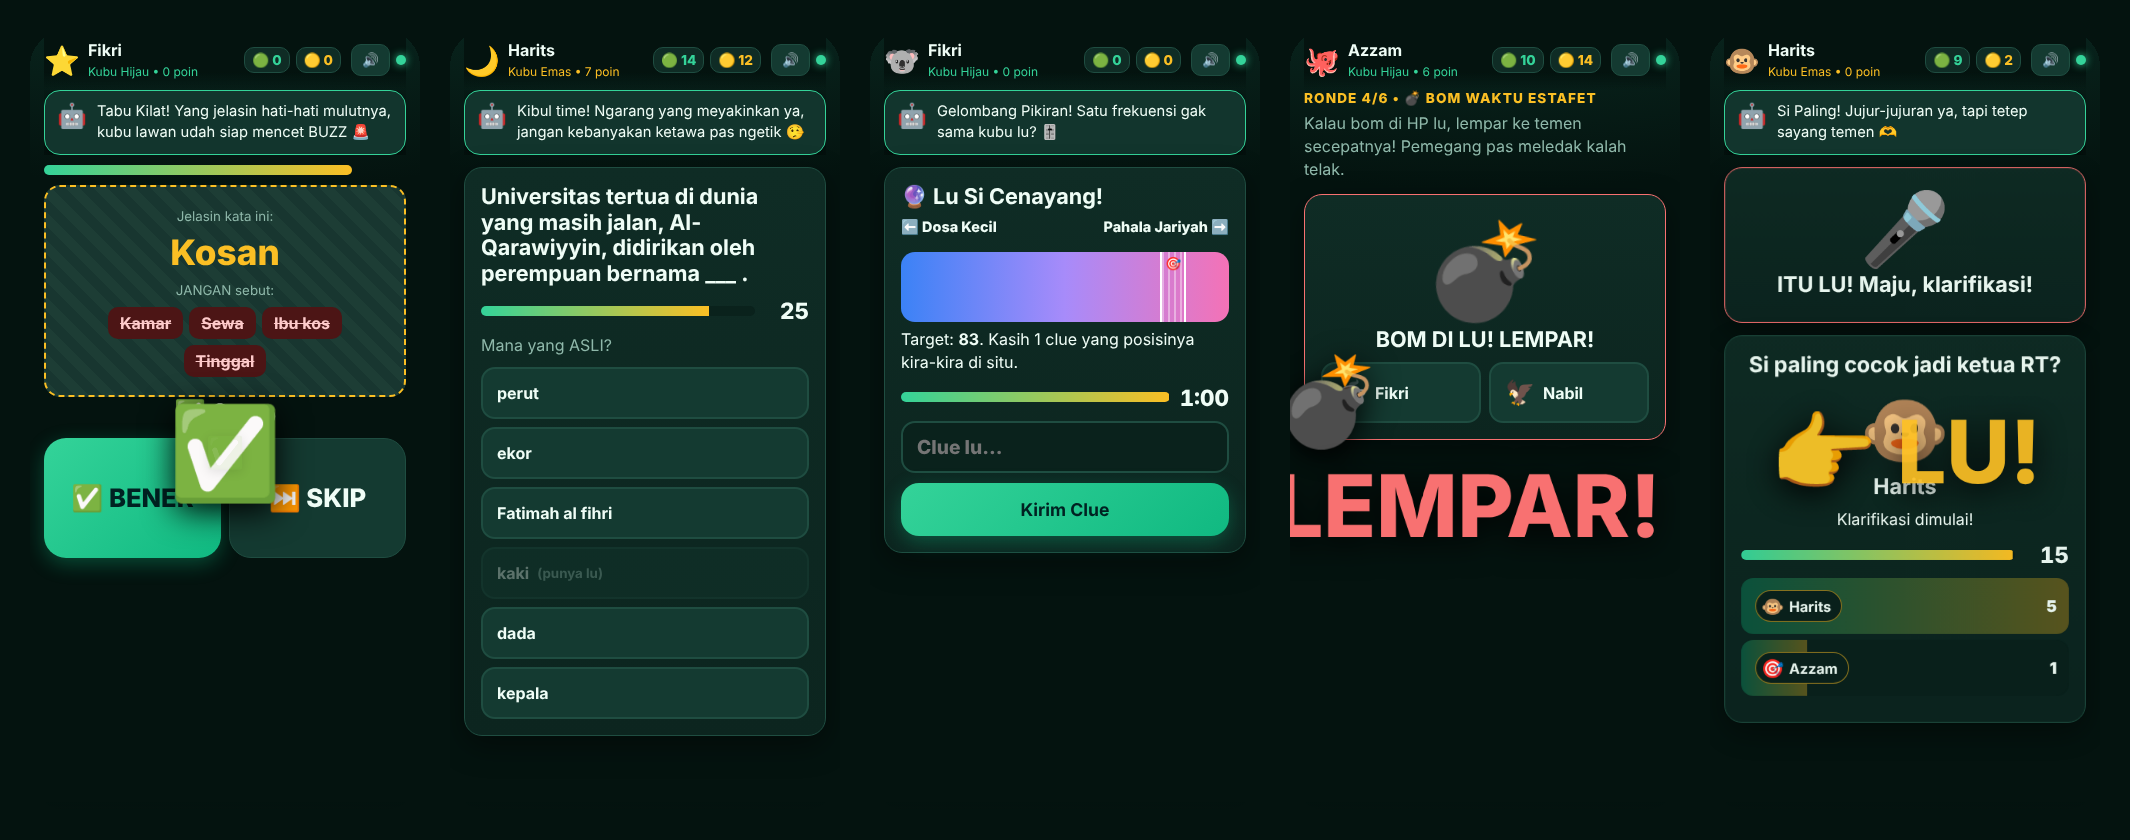 Fikri
Kubu Hijau • 0 poin
0
0
Tabu Kilat! Yang jelasin hati-hati mulutnya,
kubu lawan udah siap mencet BUZZ
Jelasin kata ini:
Kosan
JANGAN sebut:
Kamar
Sewa
Ibu kos
Tinggal
BENER
SKIP
Harits
Kubu Emas • 7 poin
14
12
Kibul time! Ngarang yang meyakinkan ya,
jangan kebanyakan ketawa pas ngetik
Universitas tertua di dunia
yang masih jalan, Al-
Qarawiyyin, didirikan oleh
perempuan bernama ___ .
25
Mana yang ASLI?
perut
ekor
Fatimah al fihri
kaki (punya lu)
dada
kepala
Fikri
Kubu Hijau • 0 poin
0
0
Gelombang Pikiran! Satu frekuensi gak
sama kubu lu?
Lu Si Cenayang!
Dosa Kecil
Pahala Jariyah
Target: 83. Kasih 1 clue yang posisinya
kira-kira di situ.
1:00
Clue lu...
Kirim Clue
Azzam
Kubu Hijau • 6 poin
10
14
RONDE 4/6 • BOM WAKTU ESTAFET
Kalau bom di HP lu, lempar ke temen
secepatnya! Pemegang pas meledak kalah
telak.
BOM DI LU! LEMPAR!
Fikri
Nabil
LEMPAR!
Harits
Kubu Emas • 0 poin
9
2
Si Paling! Jujur-jujuran ya, tapi tetep
sayang temen
ITU LU! Maju, klarifikasi!
Si paling cocok jadi ketua RT?
LU!
Harits
Klarifikasi dimulai!
15
Harits
5
Azzam
1